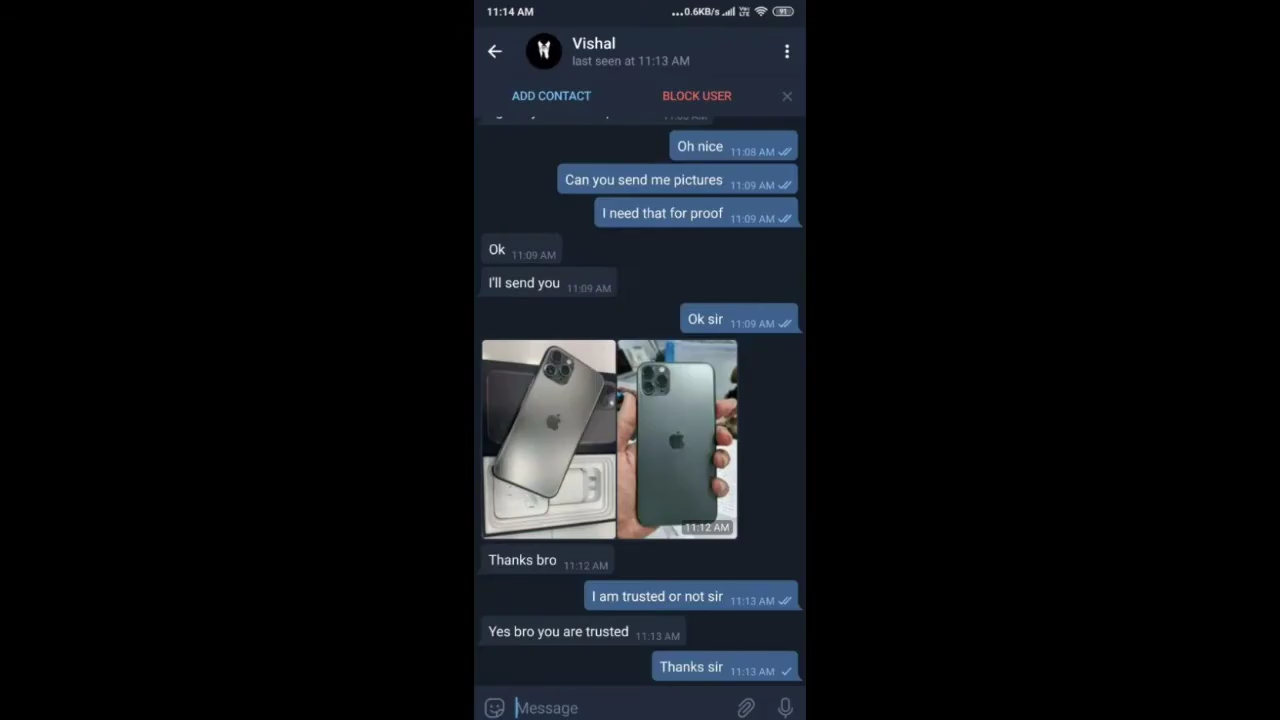 11:14 AM ...0.6KB/s Vo LTE 91
Vishal
last seen at 11:13 AM
ADD CONTACT BLOCK USER
Oh nice 11:08 AM
Can you send me pictures 11:09 AM
I need that for proof 11:09 AM
Ok 11:09 AM
I'll send you 11:09 AM
Ok sir 11:09 AM
11:12 AM
Thanks bro 11:12 AM
I am trusted or not sir 11:13 AM
Yes bro you are trusted 11:13 AM
Thanks sir 11:13 AM
Message